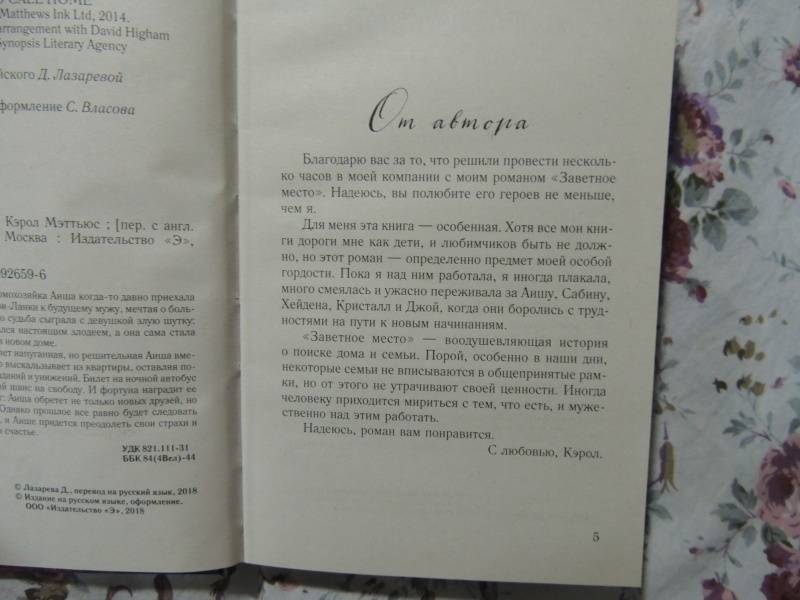 CALL HOME
Matthews Ink Ltd, 2014.
arrangement with David Higham
Synopsis Literary Agency
йского Д. Лазаревой
формление С. Власова
Кэрол Мэттьюс ; [пер. с англ.
Москва : Издательство «Э»,
92659-6
мохозяйка Аиша когда-то давно приехала
и-Ланки к будущему мужу, мечтая о боль-
судьба сыграла с девушкой злую шутку:
лся настоящим злодеем, а она сама стала
новом доме.
ет напуганная, но решительная Аиша вме-
выскальзывает из квартиры, оставляя по-
даний и унижений. Билет на ночной автобус
й шанс на свободу. И фортуна наградит ее
Аиша обретет не только новых друзей, но
Однако прошлое все равно будет следовать
и Аише придется преодолеть свои страхи и
счастье.
УДК 821.111-31
ББК 84(4Вел)-44
© Лазарева Д., перевод на русский язык, 2018
© Издание на русском языке, оформление.
ООО «Издательство «Э», 2018
От автора
Благодарю вас за то, что решили провести несколь-
ко часов в моей компании с моим романом «Заветное
место». Надеюсь, вы полюбите его героев не меньше,
чем я.
Для меня эта книга — особенная. Хотя все мои кни-
ги дороги мне как дети, и любимчиков быть не долж-
но, но этот роман — определенно предмет моей особой
гордости. Пока я над ним работала, я иногда плакала,
много смеялась и ужасно переживала за Аишу, Сабину,
Хейдена, Кристалл и Джой, когда они боролись с труд-
ностями на пути к новым начинаниям.
«Заветное место» — воодушевляющая история
о поиске дома и семьи. Порой, особенно в наши дни,
некоторые семьи не вписываются в общепринятые рам-
ки, но от этого не утрачивают своей ценности. Иногда
человеку приходится мириться с тем, что есть, и муже-
ственно над этим работать.
Надеюсь, роман вам понравится.
С любовью, Кэрол.
5